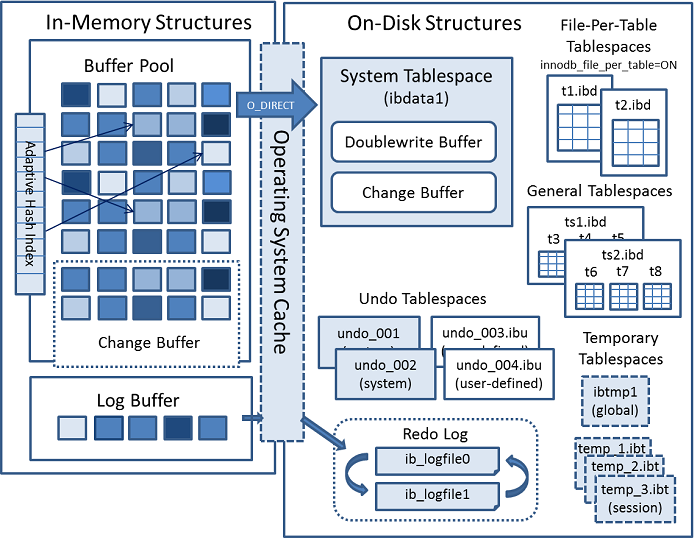 In-Memory Structures
Buffer Pool
Adaptive Hash Index
Change Buffer
Log Buffer
O_DIRECT
Operating System Cache
On-Disk Structures
System Tablespace
(ibdata1)
Doublewrite Buffer
Change Buffer
File-Per-Table
Tablespaces
innodb_file_per_table=ON
t1.ibd
t2.ibd
General Tablespaces
ts1.ibd
t3 t4 t5
ts2.ibd
t6 t7 t8
Undo Tablespaces
undo_001
undo_002
(system)
undo_003.ibu
undo_004.ibu
(user-defined)
Temporary
Tablespaces
ibtmp1
(global)
temp_1.ibt
temp_2.ibt
temp_3.ibt
(session)
Redo Log
ib_logfile0
ib_logfile1